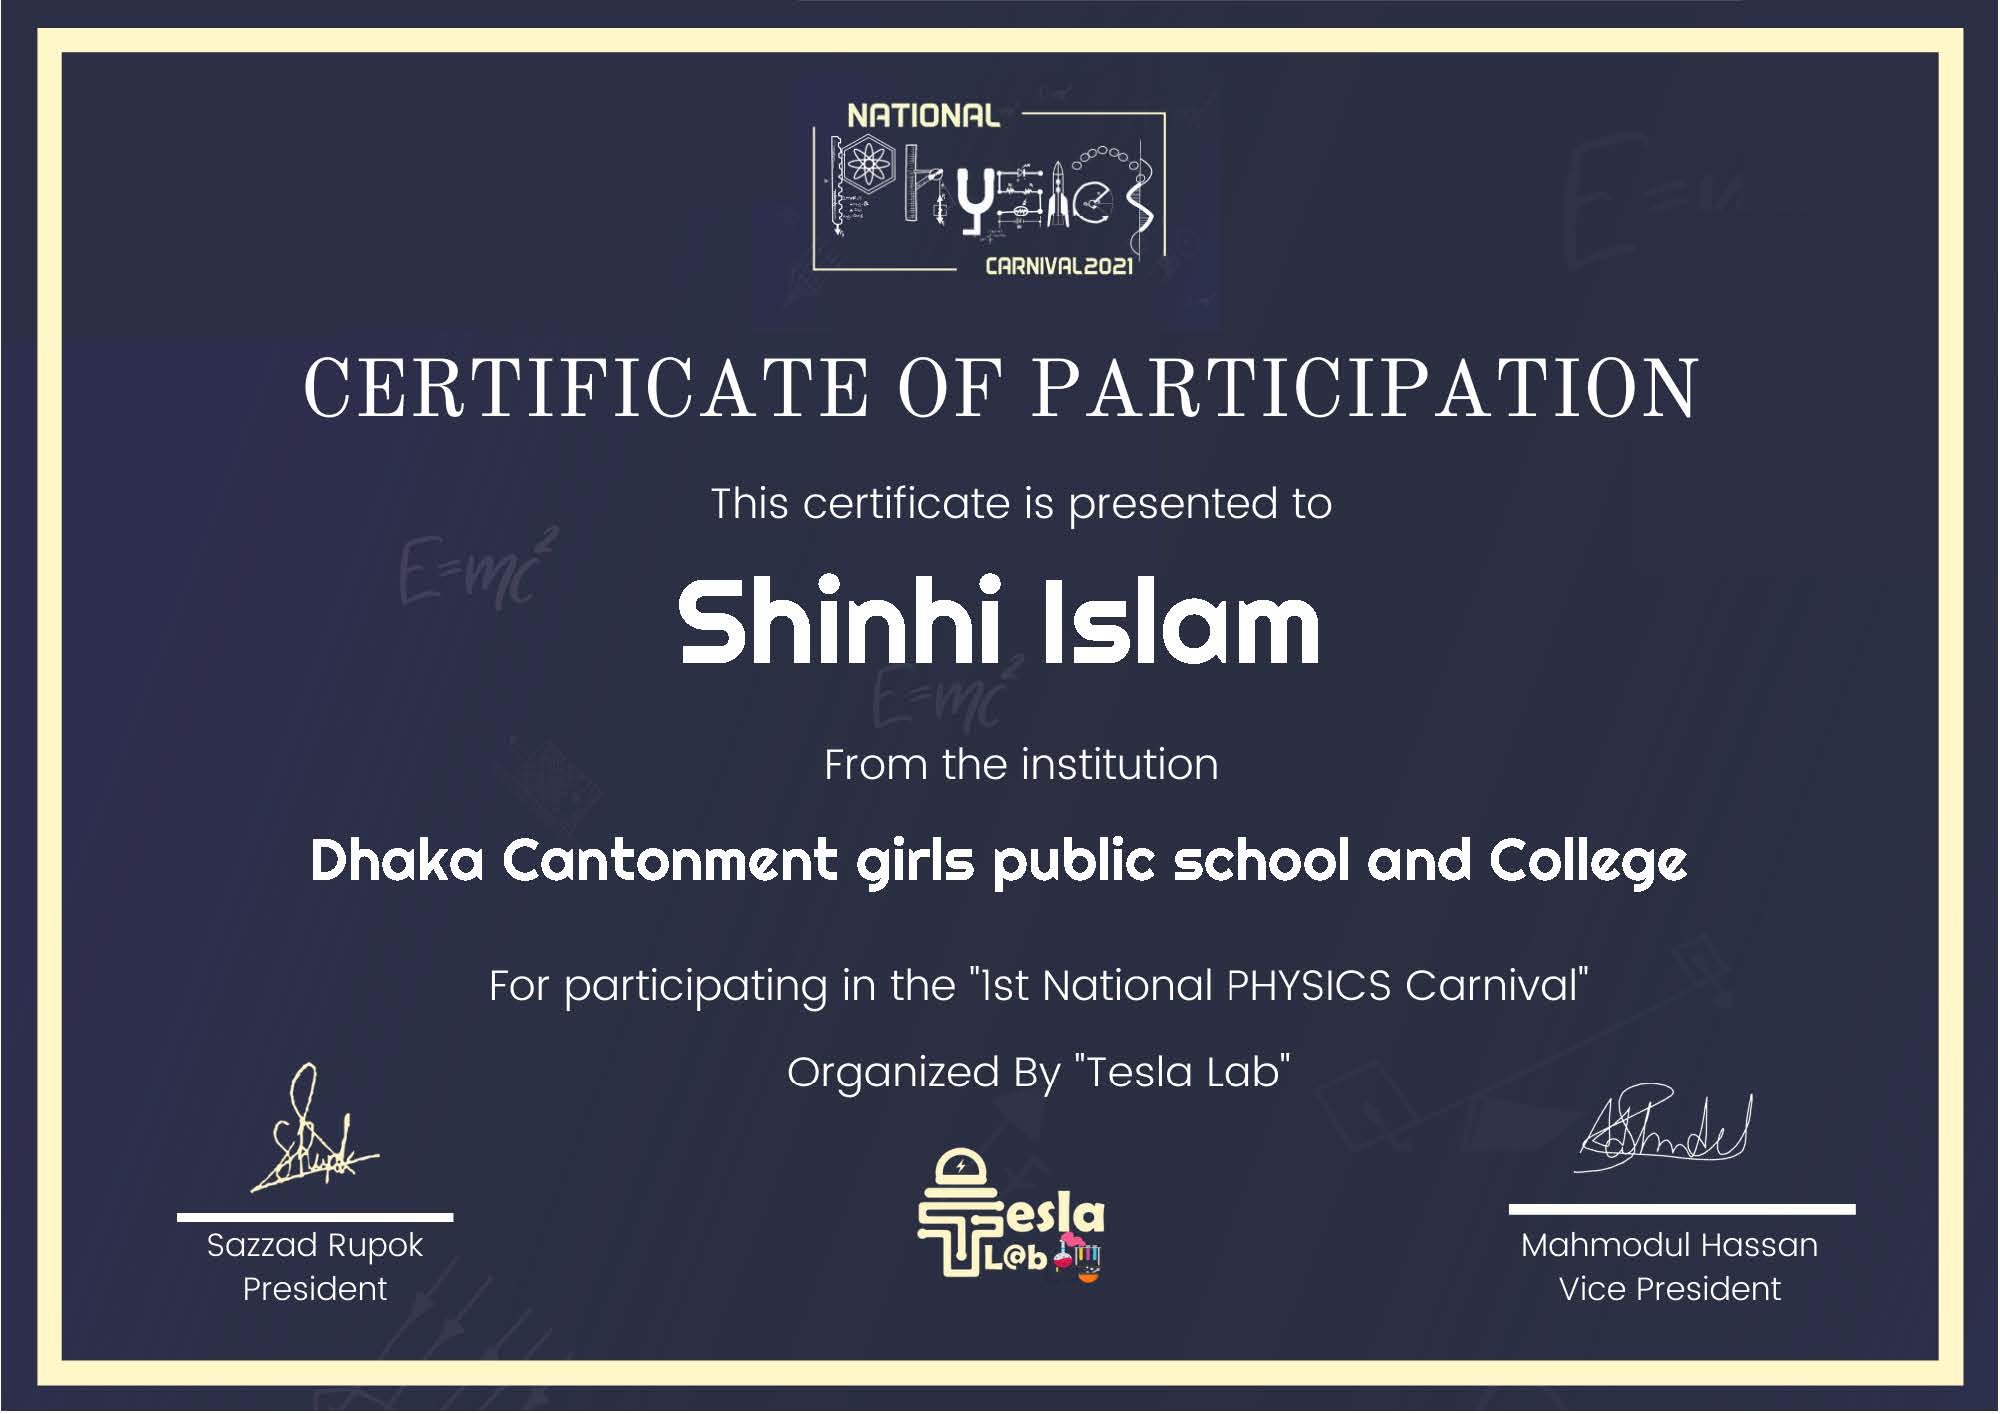 NATIONAL
Physics
CARNIVAL2021
CERTIFICATE OF PARTICIPATION
This certificate is presented to
E=mc²
Shinhi Islam
E=mc²
From the institution
Dhaka Cantonment girls public school and College
For participating in the "1st National PHYSICS Carnival"
Organized By "Tesla Lab"
Tesla
L@b
Sazzad Rupok
President
Mahmodul Hassan
Vice President